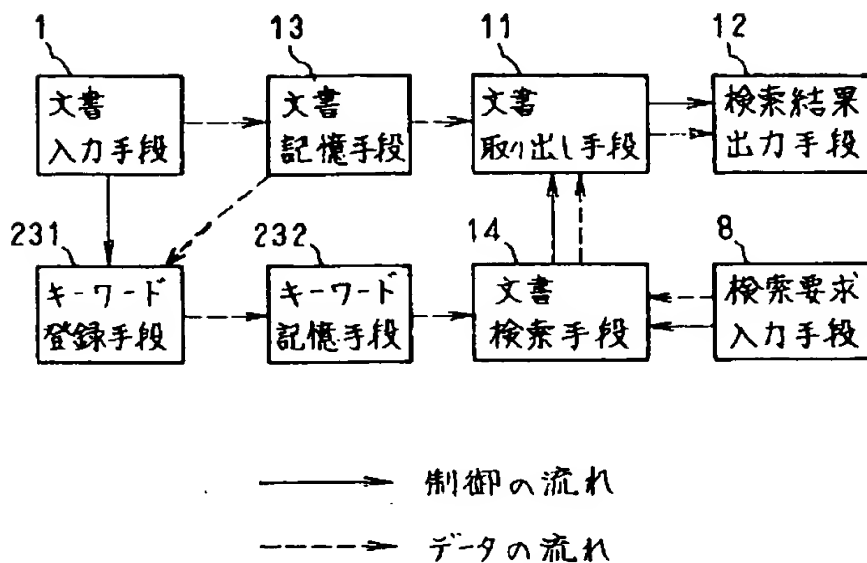 1
13
11
12
文書
入力手段
文書
記憶手段
文書
取り出し手段
検索結果
出力手段
231
232
14
8
キーワード
登録手段
キーワード
記憶手段
文書
検索手段
検索要求
入力手段
制御の流れ
データの流れ